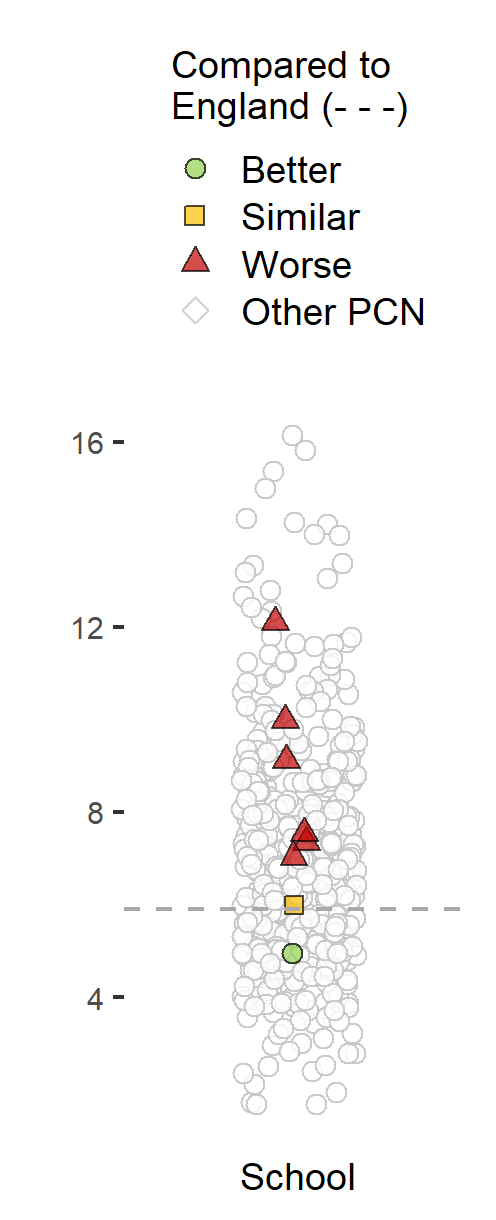 Compared to
England (- - -)
Better
Similar
Worse
Other PCN
16
12
8
4
School